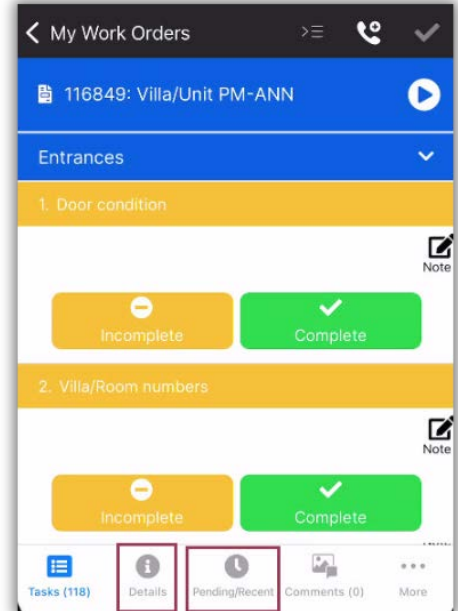 My Work Orders
116849: Villa/Unit PM-ANN
Entrances
1. Door condition
Note
Incomplete
Complete
2. Villa/Room numbers
Note
Incomplete
Complete
Tasks (118)
Details
Pending/Recent
Comments (0)
More